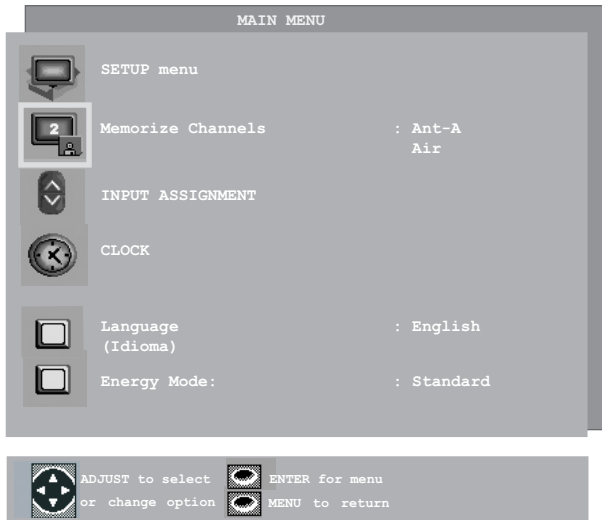 MAIN MENU
SETUP menu
2
Memorize Channels : Ant-A
Air
INPUT ASSIGNMENT
CLOCK
Language : English
(Idioma)
Energy Mode: : Standard
ADJUST to select ENTER for menu
or change option MENU to return